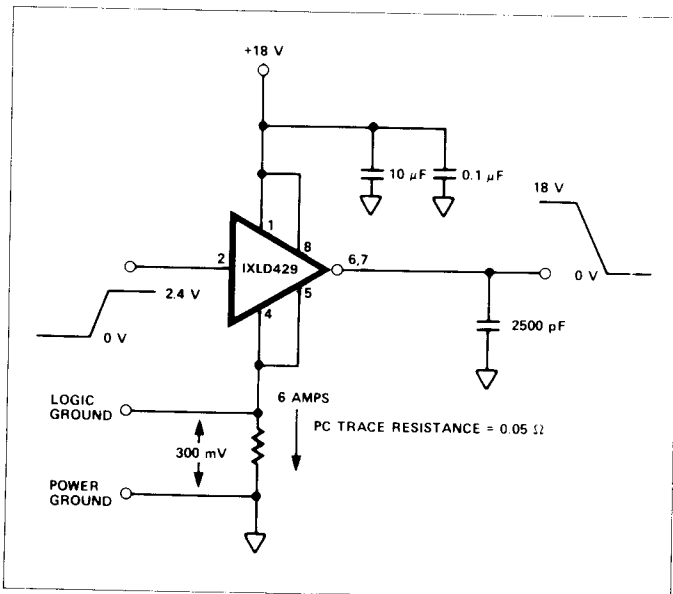 +18 V
10 µF
0.1 µF
18 V
0 V
1
8
2
IXLD429
6,7
5
4
2.4 V
0 V
2500 pF
6 AMPS
LOGIC
GROUND
PC TRACE RESISTANCE = 0.05 Ω
300 mV
POWER
GROUND